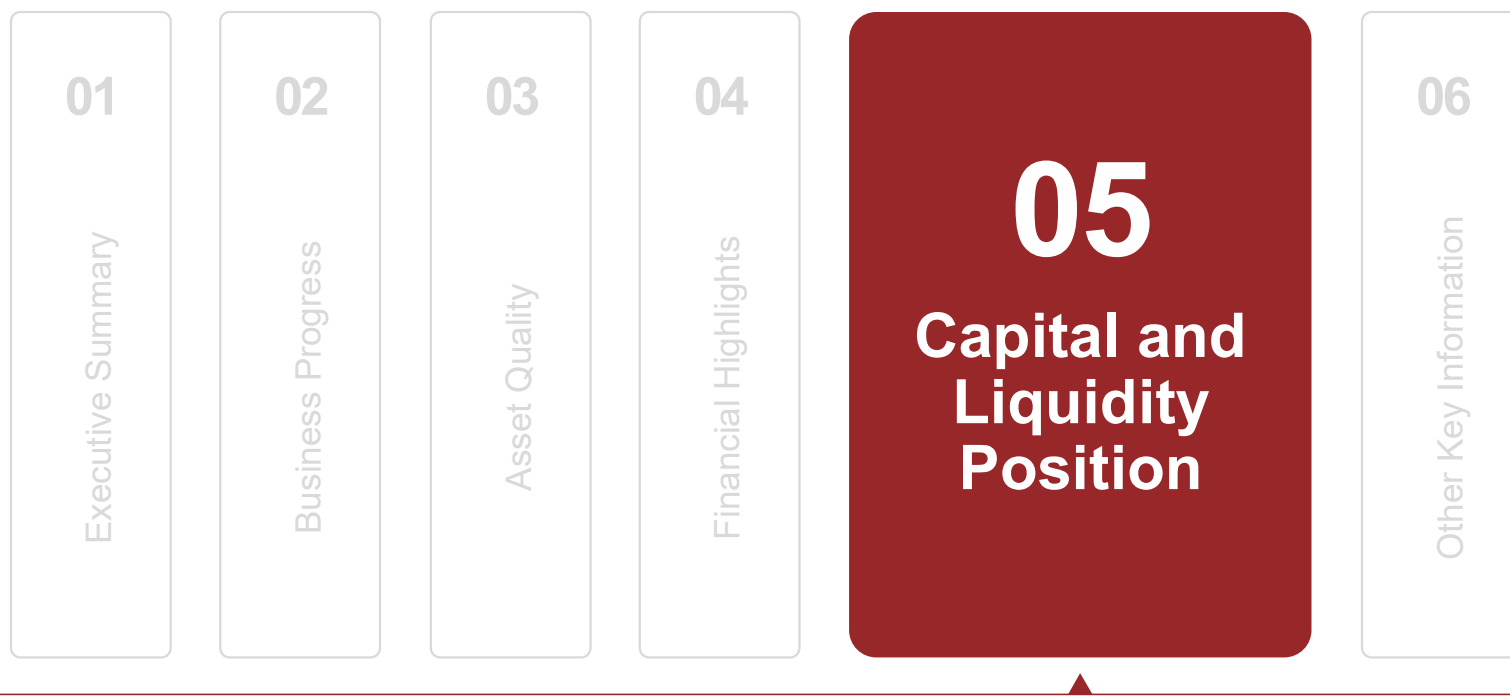 01
Executive Summary
02
Business Progress
03
Asset Quality
04
Financial Highlights
05
Capital and
Liquidity
Position
06
Other Key Information